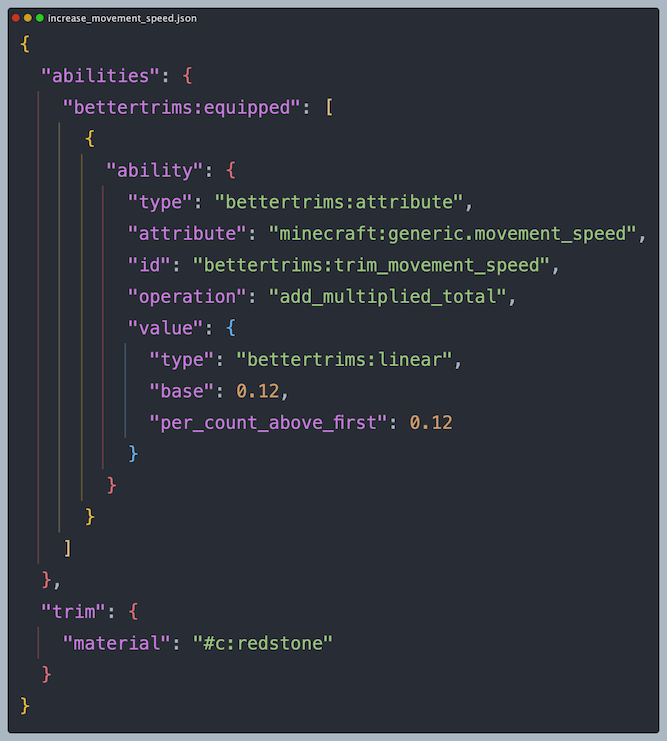 increase_movement_speed.json
{
  "abilities": {
    "bettertrims:equipped": [
      {
        "ability": {
          "type": "bettertrims:attribute",
          "attribute": "minecraft:generic.movement_speed",
          "id": "bettertrims:trim_movement_speed",
          "operation": "add_multiplied_total",
          "value": {
            "type": "bettertrims:linear",
            "base": 0.12,
            "per_count_above_first": 0.12
          }
        }
      }
    ]
  },
  "trim": {
    "material": "#c:redstone"
  }
}